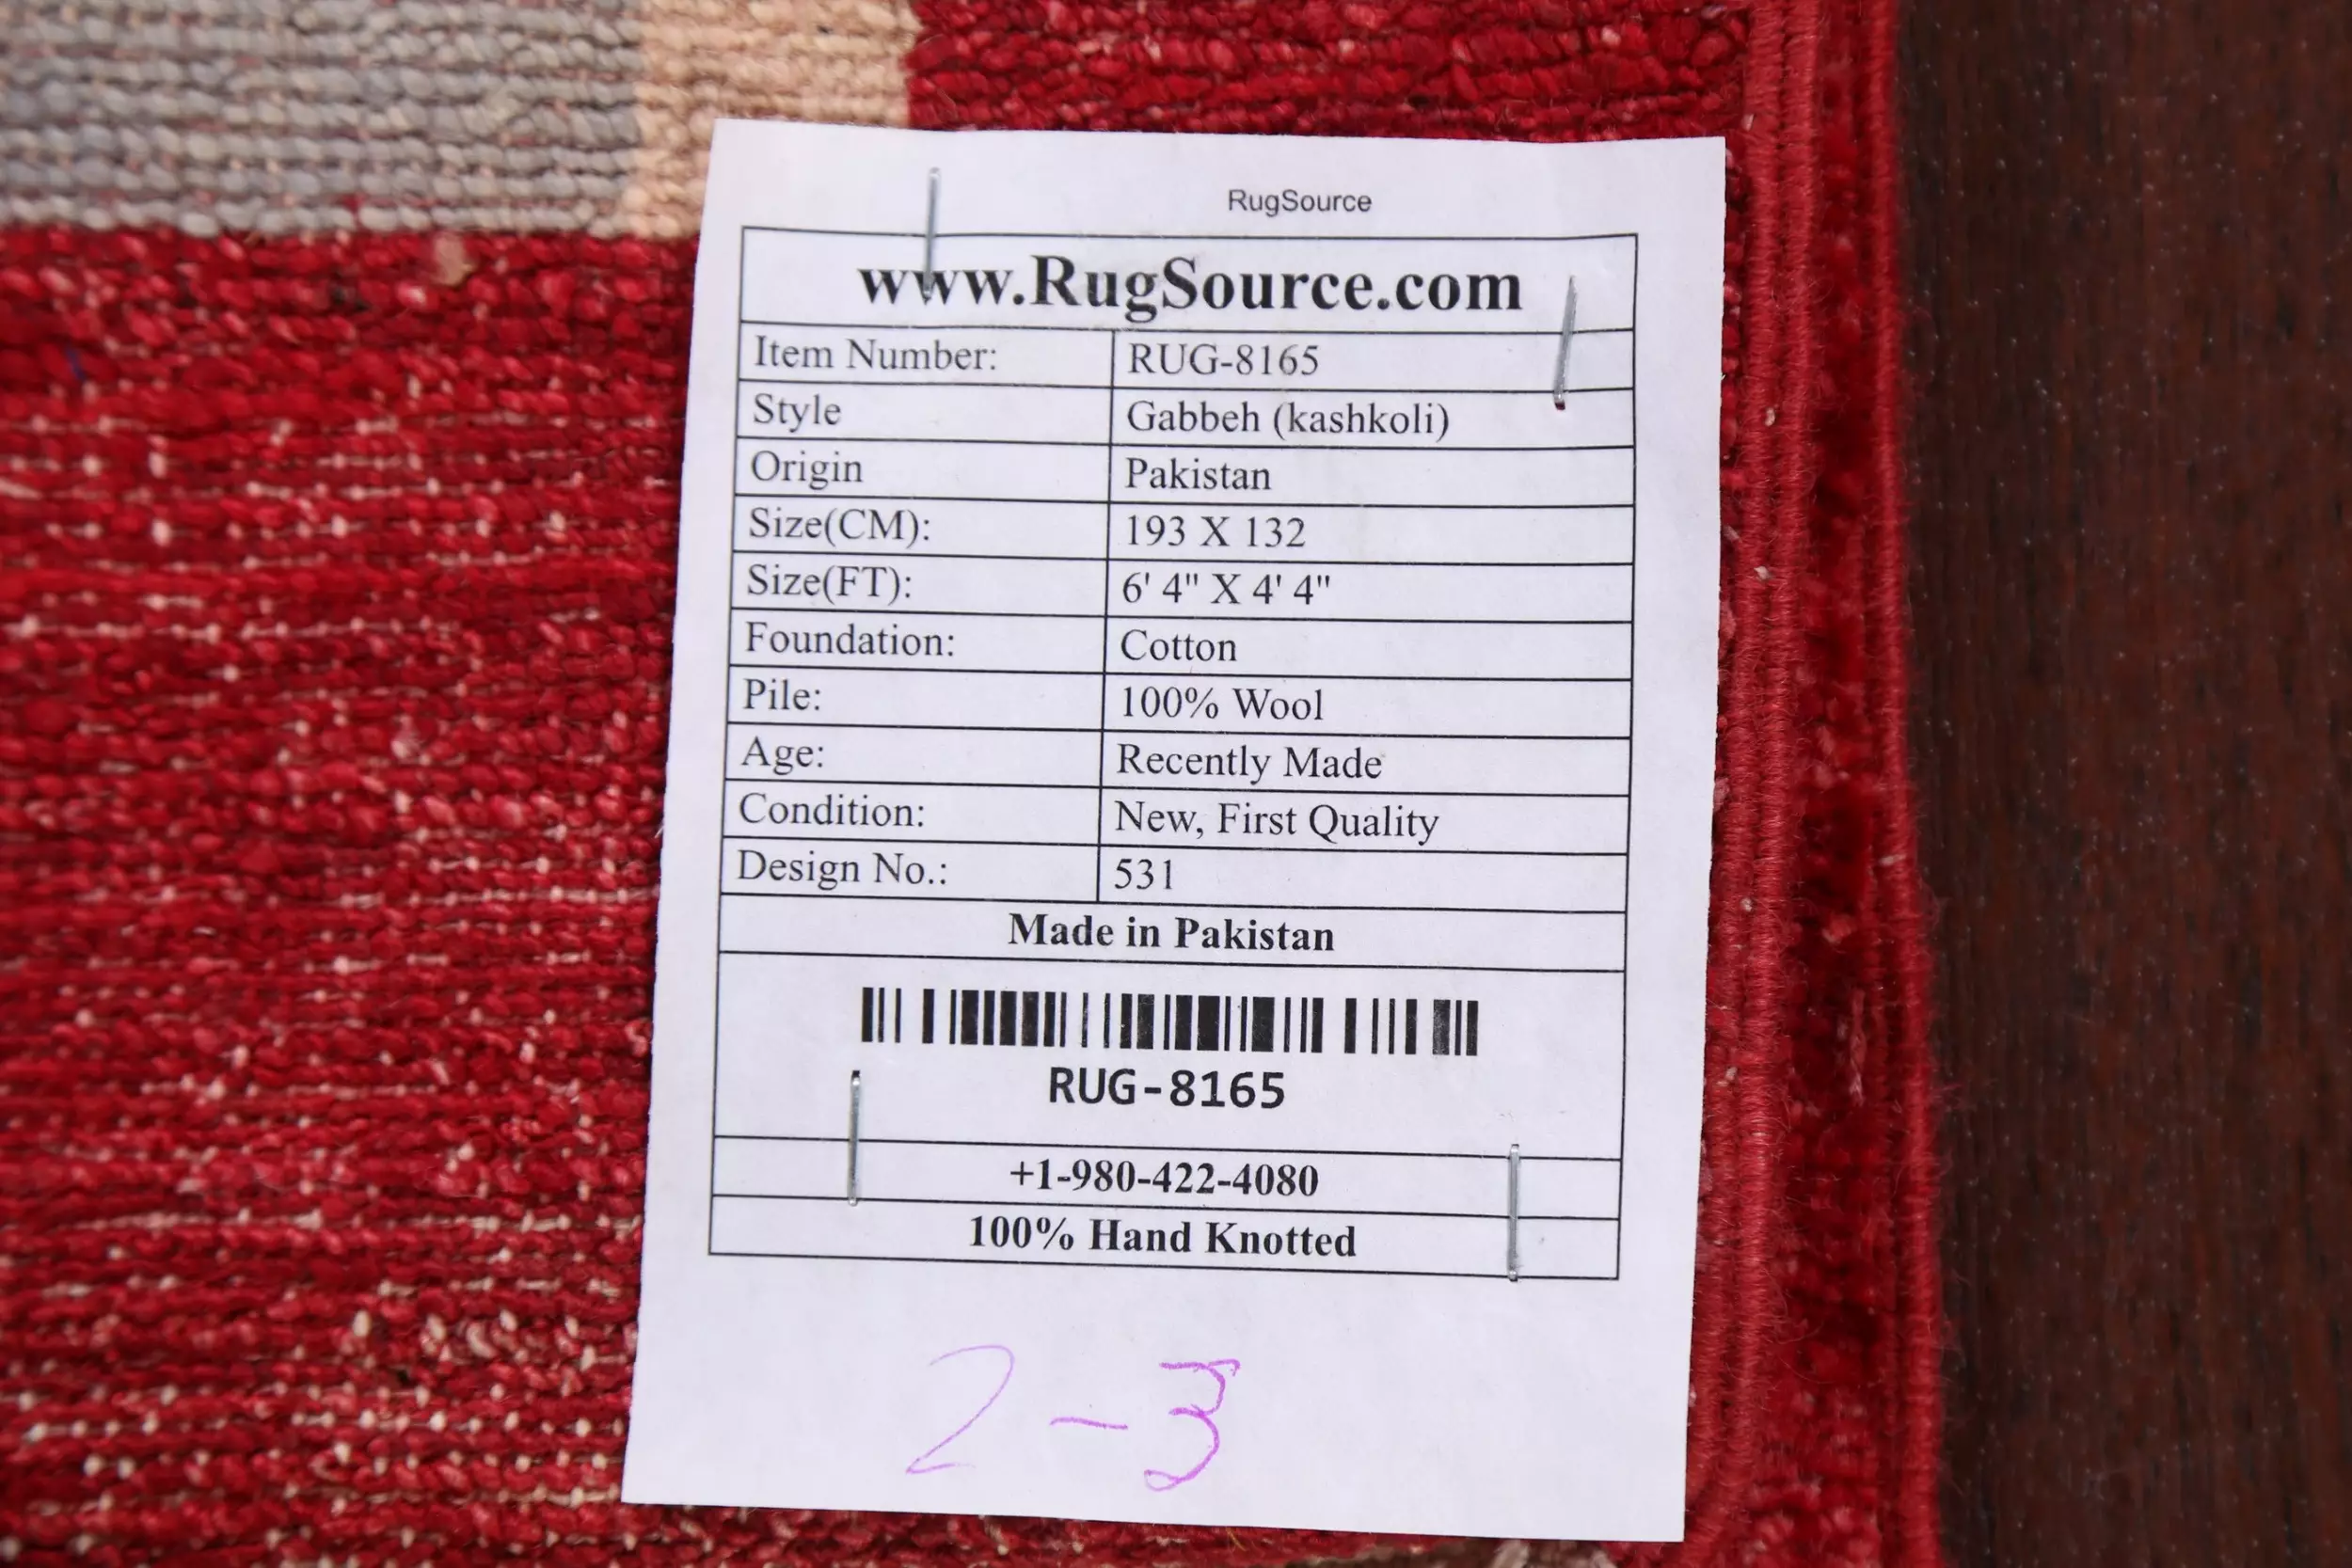 RugSource
www.RugSource.com
Item Number: RUG-8165
Style Gabbeh (kashkoli)
Origin Pakistan
Size(CM): 193 X 132
Size(FT): 6' 4" X 4' 4"
Foundation: Cotton
Pile: 100% Wool
Age: Recently Made
Condition: New, First Quality
Design No.: 531
Made in Pakistan
RUG-8165
+1-980-422-4080
100% Hand Knotted
2-3